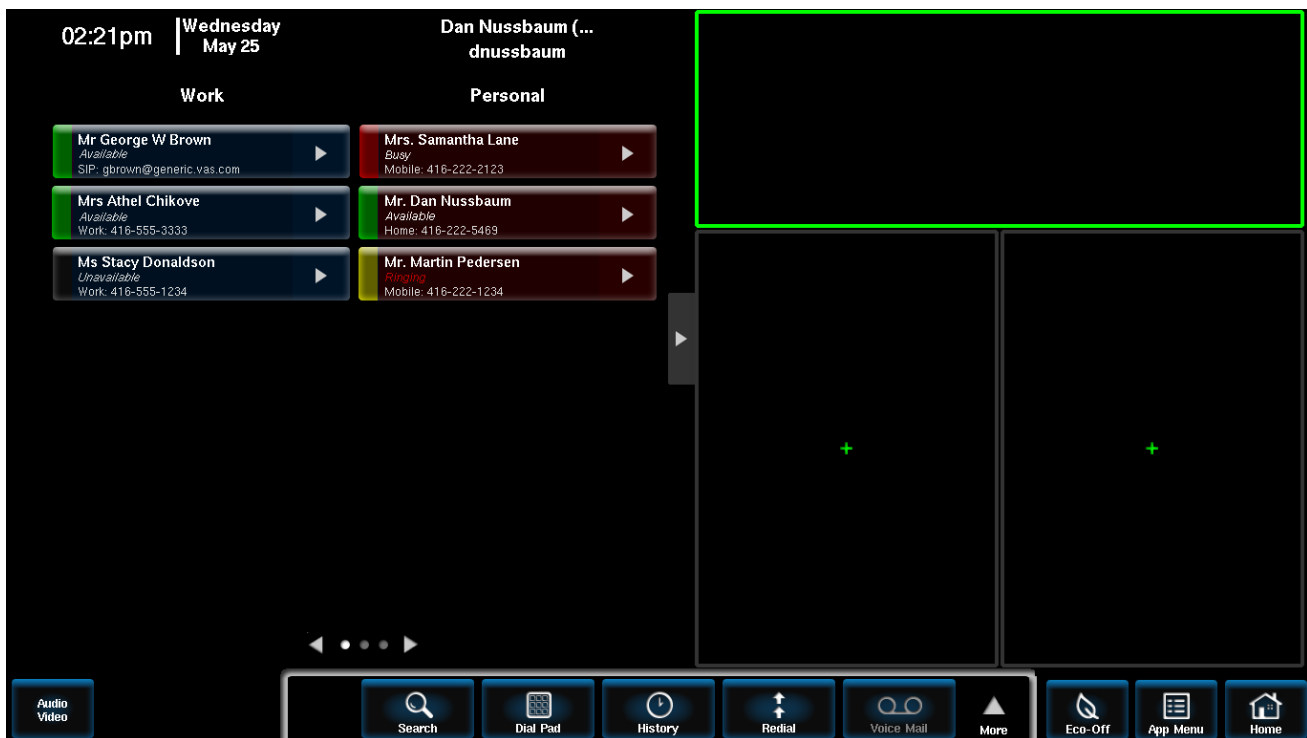 02:21pm
Wednesday
May 25
Dan Nussbaum (...
dnussbaum
Work
Personal
Mr George W Brown
Available
SIP: gbrown@generic.vas.com
Mrs. Samantha Lane
Busy
Mobile: 416-222-2123
Mrs Athel Chikove
Available
Work: 416-555-3333
Mr. Dan Nussbaum
Available
Home: 416-222-5469
Ms Stacy Donaldson
Unavailable
Work: 416-555-1234
Mr. Martin Pedersen
Ringing
Mobile: 416-222-1234
Audio
Video
Search
Dial Pad
History
Redial
Voice Mail
More
Eco-Off
App Menu
Home